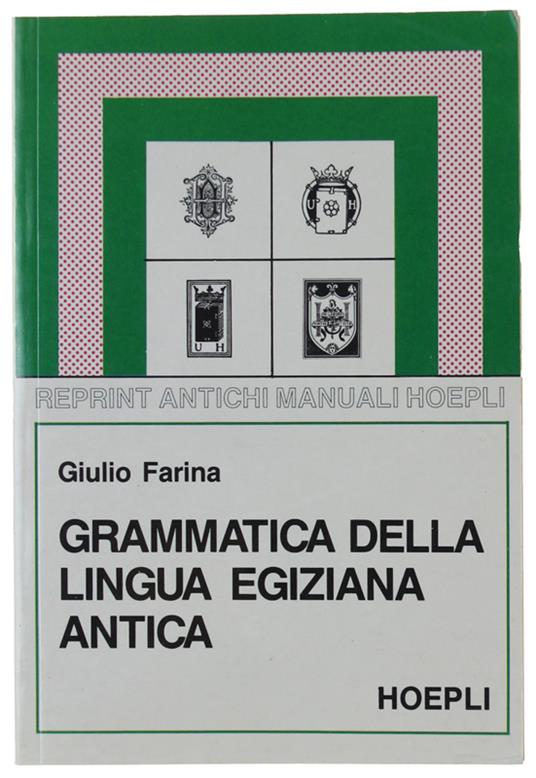 U H
U H
REPRINT ANTICHI MANUALI HOEPLI
Giulio Farina
GRAMMATICA DELLA
LINGUA EGIZIANA
ANTICA
HOEPLI